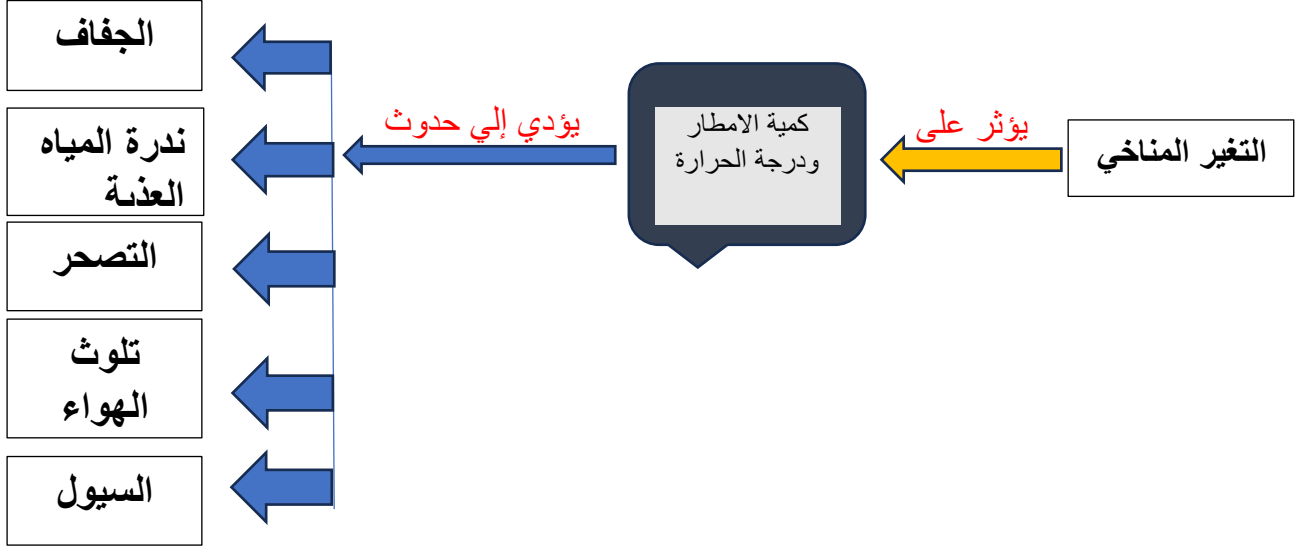 التغير المناخي
يؤثر على
كمية الامطار
ودرجة الحرارة
يؤدي إلي حدوث
الجفاف
ندرة المياه
العذبة
التصحر
تلوث
الهواء
السيول